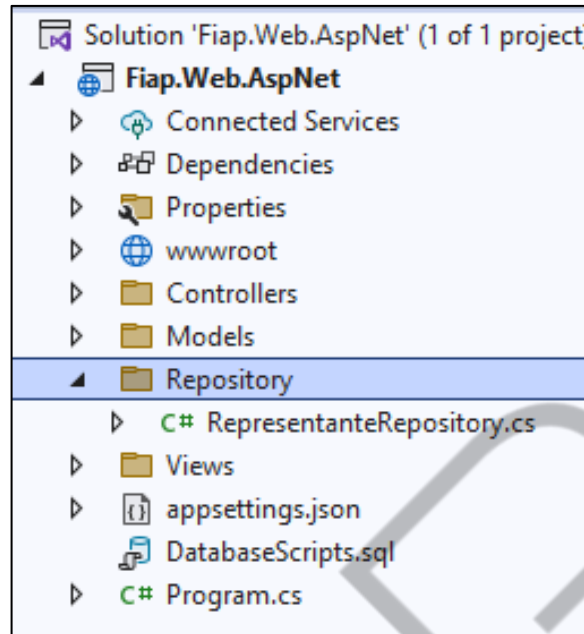 Solution 'Fiap.Web.AspNet' (1 of 1 project)
Fiap.Web.AspNet
Connected Services
Dependencies
Properties
wwwroot
Controllers
Models
Repository
C# RepresentanteRepository.cs
Views
appsettings.json
DatabaseScripts.sql
C# Program.cs